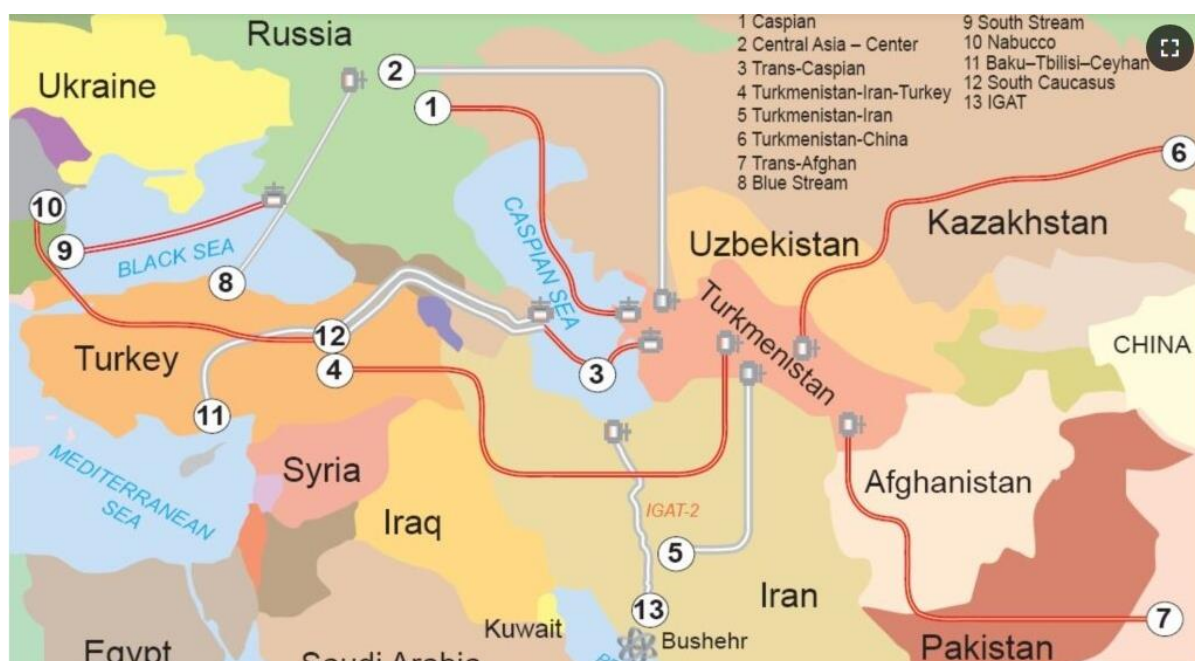 Russia
Ukraine
1 Caspian
2 Central Asia – Center
3 Trans-Caspian
4 Turkmenistan-Iran-Turkey
5 Turkmenistan-Iran
6 Turkmenistan-China
7 Trans-Afghan
8 Blue Stream
9 South Stream
10 Nabucco
11 Baku–Tbilisi–Ceyhan
12 South Caucasus
13 IGAT
2
1
6
10
9
BLACK SEA
8
CASPIAN SEA
Uzbekistan
Kazakhstan
Turkmenistan
CHINA
12
Turkey
4
3
11
MEDITERRANEAN
SEA
Syria
Iraq
IGAT-2
Afghanistan
5
13
Iran
7
Kuwait
Bushehr
Pakistan
Egypt
Saudi Arabia